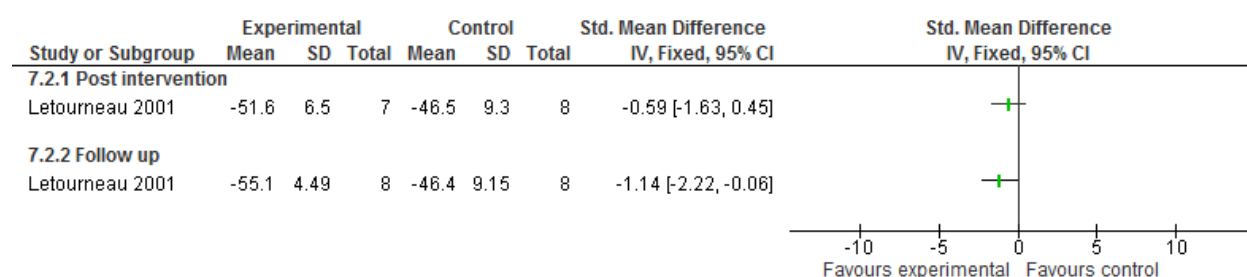 Experimental Control Std. Mean Difference Std. Mean Difference
Study or Subgroup Mean SD Total Mean SD Total IV, Fixed, 95% CI IV, Fixed, 95% CI
7.2.1 Post intervention
Letourneau 2001 -51.6 6.5 7 -46.5 9.3 8 -0.59 [-1.63, 0.45]
7.2.2 Follow up
Letourneau 2001 -55.1 4.49 8 -46.4 9.15 8 -1.14 [-2.22, -0.06]
-10 -5 0 5 10
Favours experimental Favours control